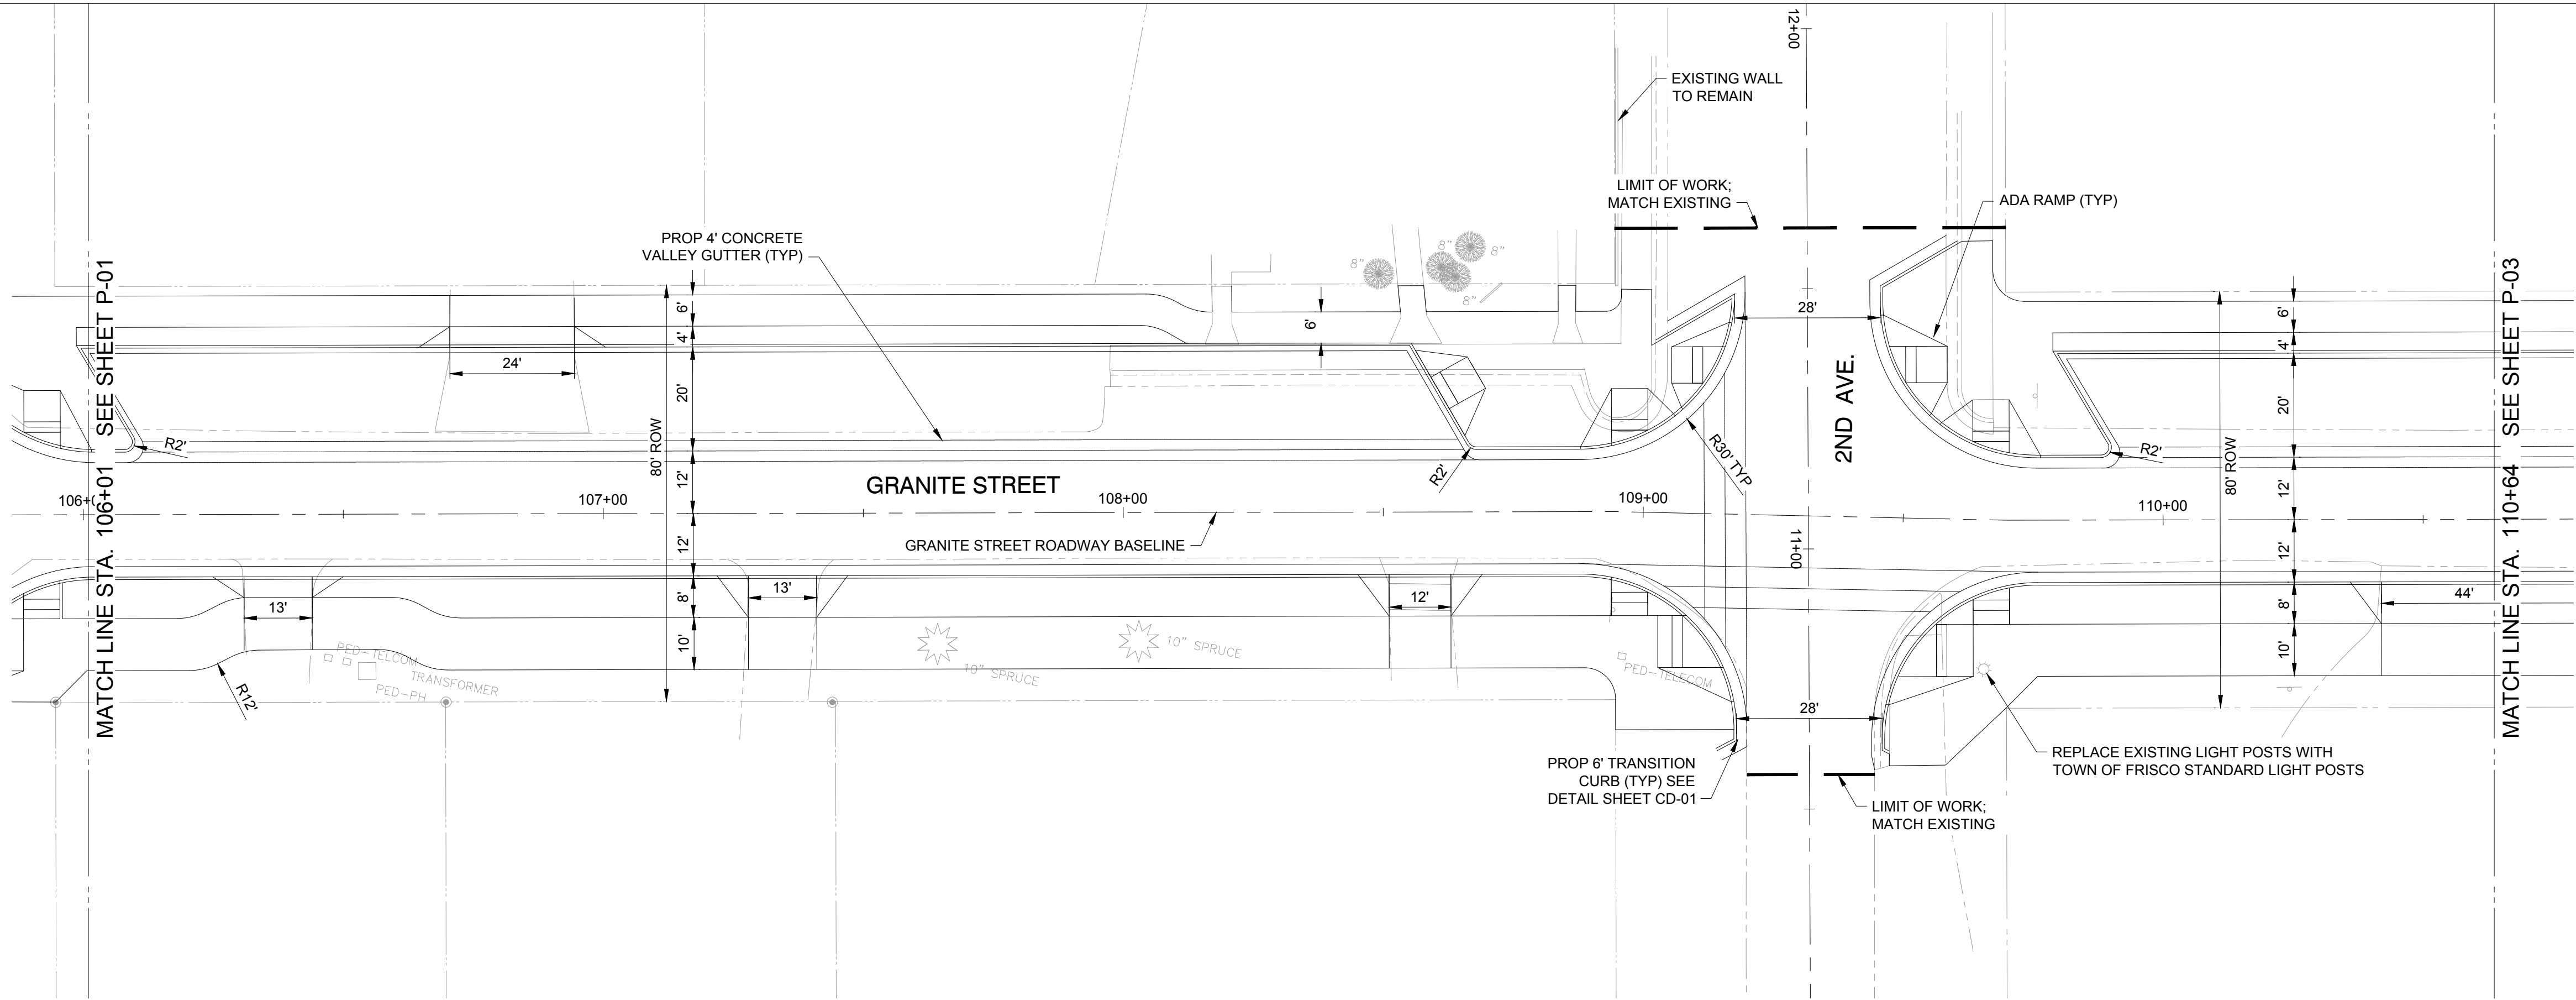 12+00
EXISTING WALL
TO REMAIN
LIMIT OF WORK;
MATCH EXISTING
ADA RAMP (TYP)
PROP 4' CONCRETE
VALLEY GUTTER (TYP)
8"
8"
8"
8"
MATCH LINE STA. 106+01 SEE SHEET P-01
6'
4'
20'
24'
6'
28'
2ND AVE.
6'
4'
20'
MATCH LINE STA. 110+64 SEE SHEET P-03
R2'
80' ROW
12'
R2'
R30' TYP
R2'
80' ROW
12'
GRANITE STREET
107+00
108+00
109+00
110+00
GRANITE STREET ROADWAY BASELINE
11+00
12'
12'
13'
13'
12'
8'
8'
44'
10'
10'
PED-TELCOM
TRANSFORMER
PED-PH
R12'
10" SPRUCE
10" SPRUCE
PED-TELECOM
28'
PROP 6' TRANSITION
CURB (TYP) SEE
DETAIL SHEET CD-01
REPLACE EXISTING LIGHT POSTS WITH
TOWN OF FRISCO STANDARD LIGHT POSTS
LIMIT OF WORK;
MATCH EXISTING